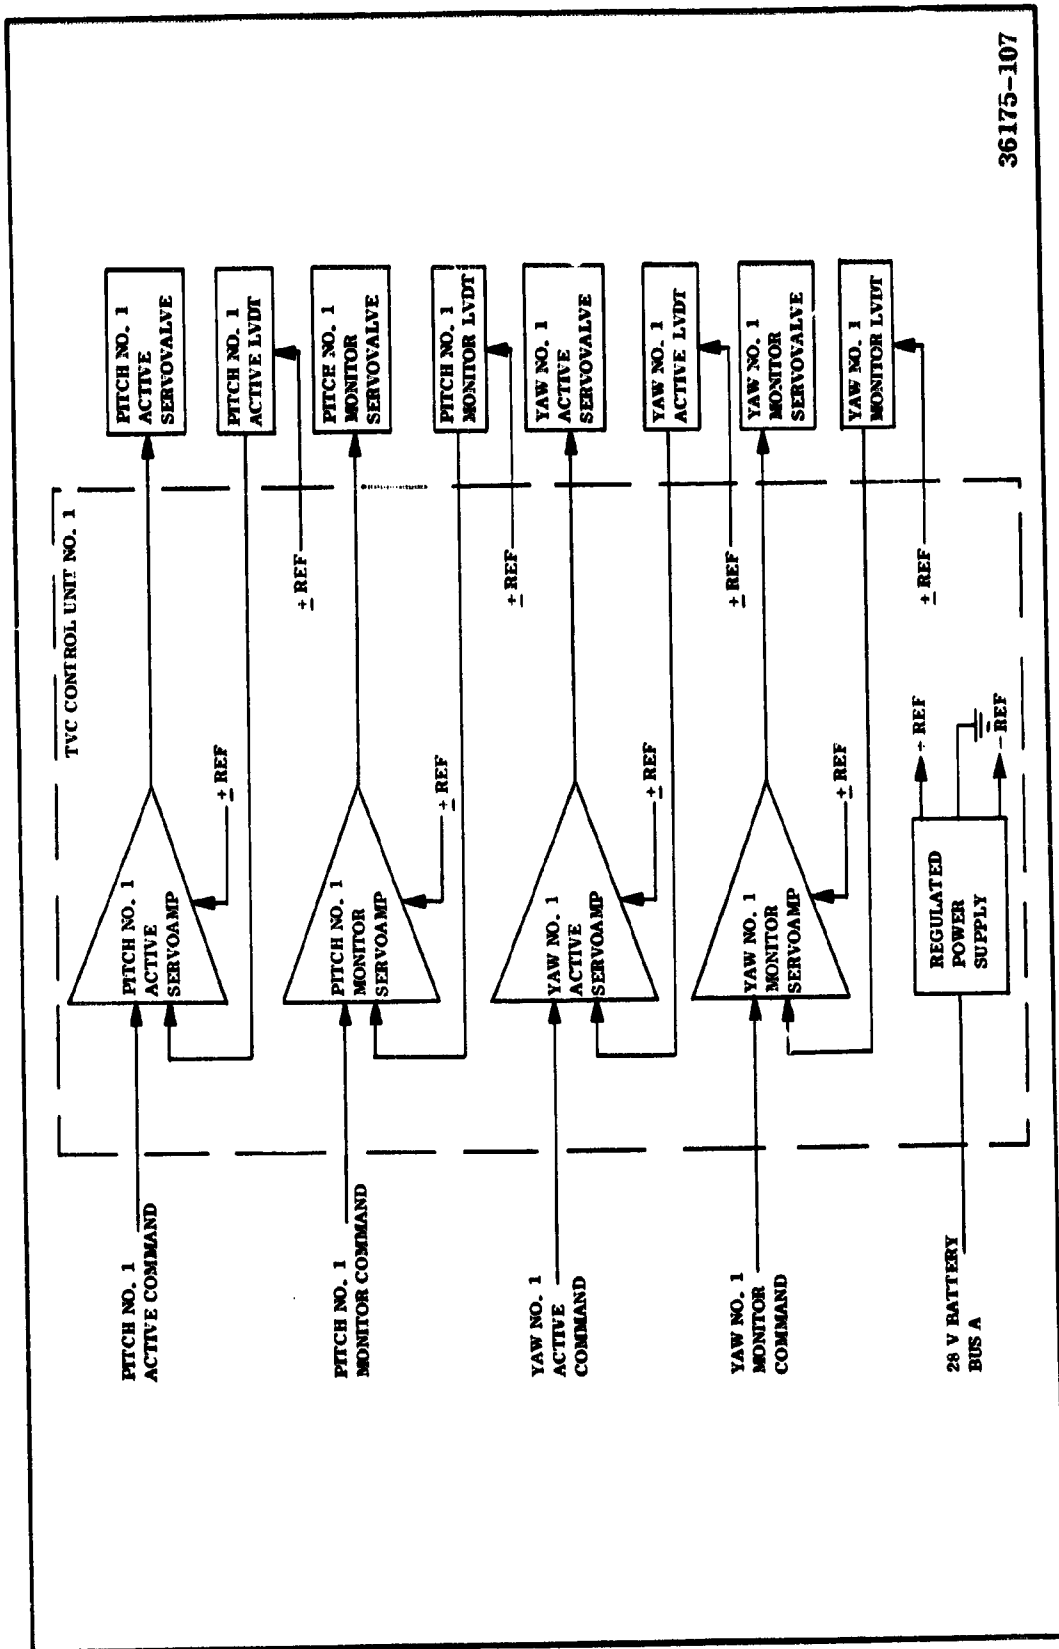 TVC CONTROL UNIT NO. 1
PITCH NO. 1
ACTIVE COMMAND
PITCH NO. 1
ACTIVE
SERVOAMP
± REF
PITCH NO. 1
ACTIVE
SERVOVALVE
PITCH NO. 1
ACTIVE LVDT
± REF
PITCH NO. 1
MONITOR COMMAND
PITCH NO. 1
MONITOR
SERVOAMP
± REF
PITCH NO. 1
MONITOR
SERVOVALVE
PITCH NO. 1
MONITOR LVDT
± REF
YAW NO. 1
ACTIVE
COMMAND
YAW NO. 1
ACTIVE
SERVOAMP
± REF
YAW NO. 1
ACTIVE
SERVOVALVE
YAW NO. 1
ACTIVE LVDT
± REF
YAW NO. 1
MONITOR
COMMAND
YAW NO. 1
MONITOR
SERVOAMP
± REF
YAW NO. 1
MONITOR
SERVOVALVE
YAW NO. 1
MONITOR LVDT
± REF
28 V BATTERY
BUS A
REGULATED
POWER
SUPPLY
+ REF
- REF
36175-107